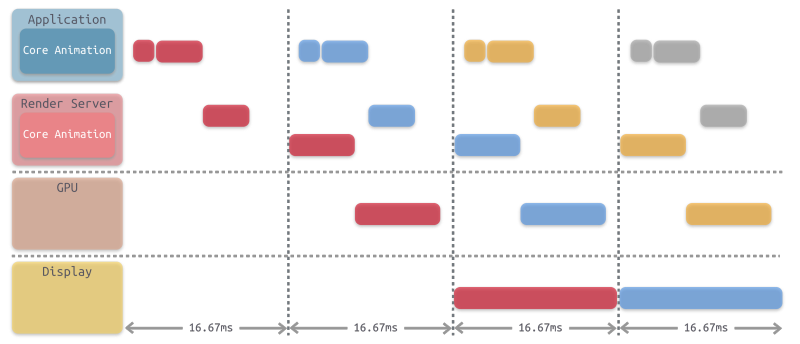 Application
Core Animation
Render Server
Core Animation
GPU
Display
16.67ms
16.67ms
16.67ms
16.67ms